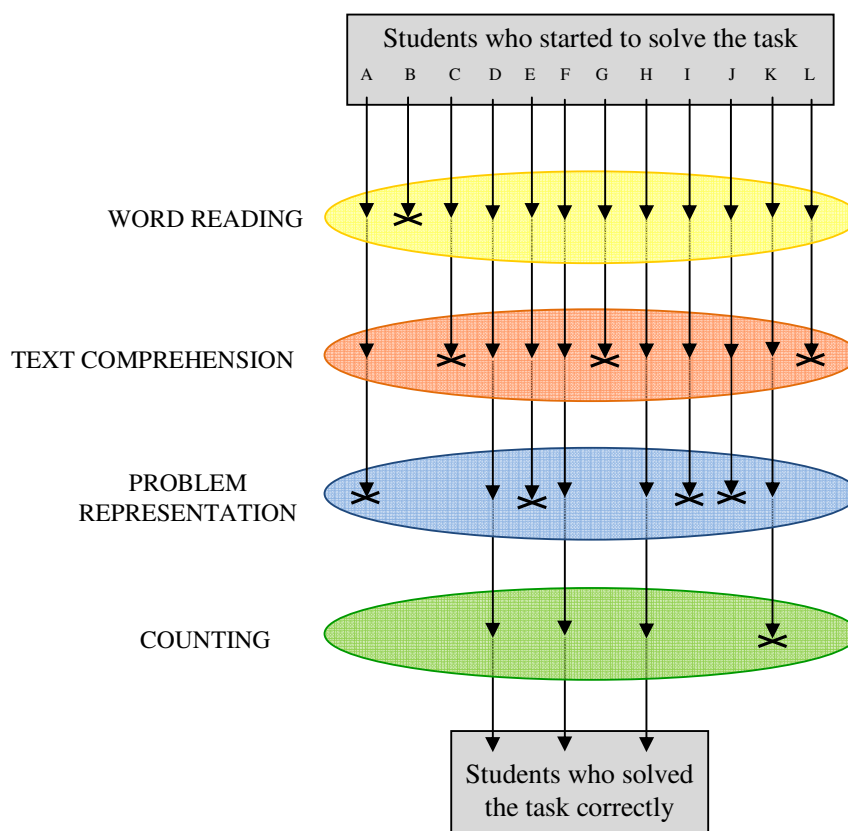 Students who started to solve the task
A B C D E F G H I J K L
WORD READING
TEXT COMPREHENSION
PROBLEM
REPRESENTATION
COUNTING
Students who solved
the task correctly